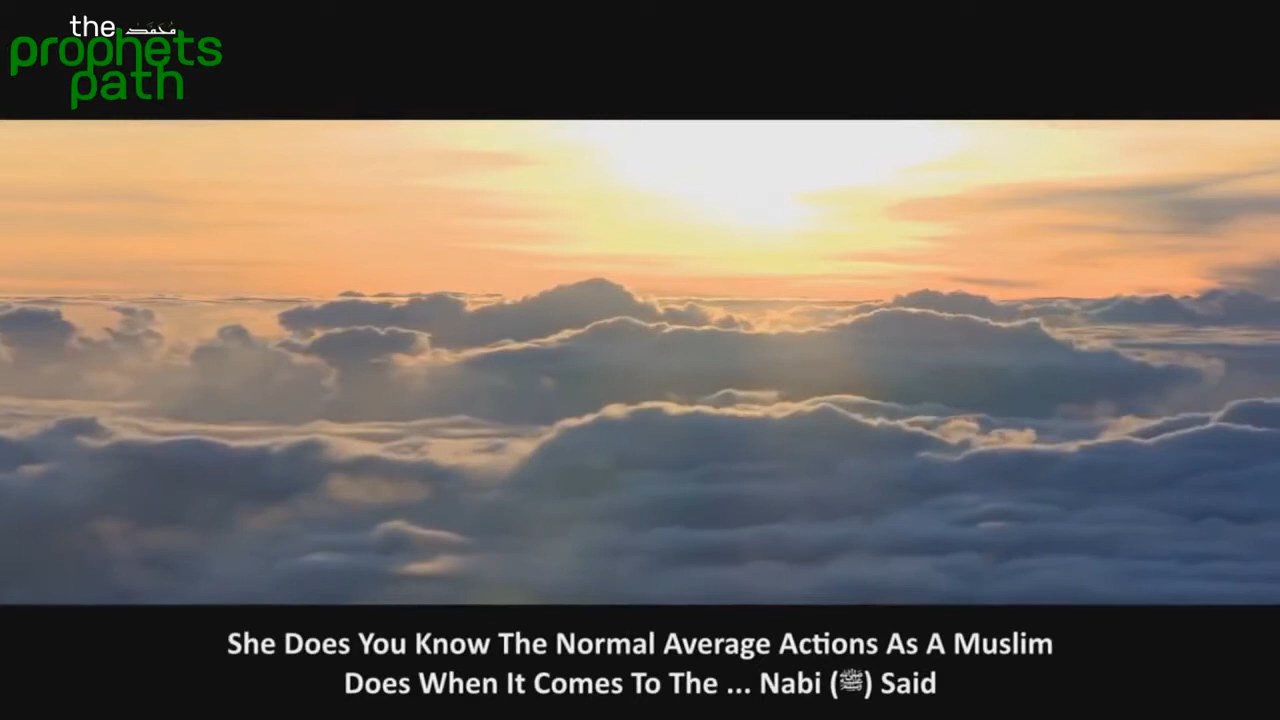 the محمد
prophets
path
She Does You Know The Normal Average Actions As A Muslim
Does When It Comes To The ... Nabi (ﷺ) Said